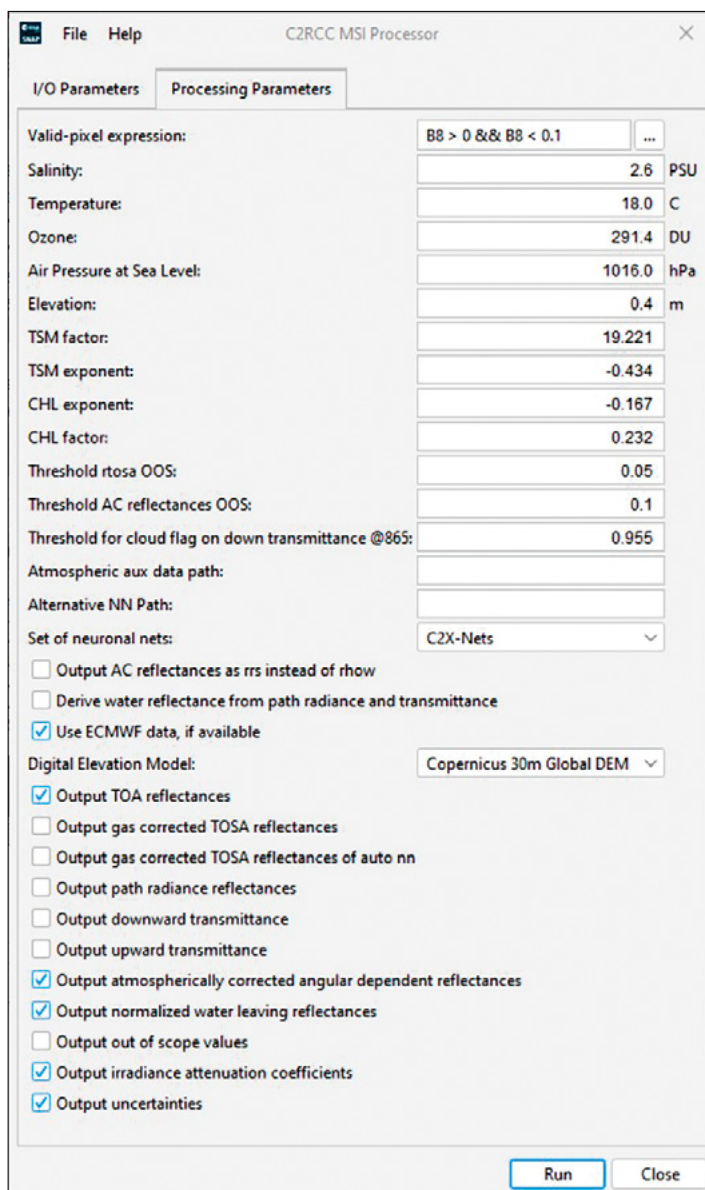 SNAP File Help C2RCC MSI Processor
I/O Parameters Processing Parameters
Valid-pixel expression: B8 > 0 && B8 < 0.1 ...
Salinity: 2.6 PSU
Temperature: 18.0 C
Ozone: 291.4 DU
Air Pressure at Sea Level: 1016.0 hPa
Elevation: 0.4 m
TSM factor: 19.221
TSM exponent: -0.434
CHL exponent: -0.167
CHL factor: 0.232
Threshold rtosa OOS: 0.05
Threshold AC reflectances OOS: 0.1
Threshold for cloud flag on down transmittance @865: 0.955
Atmospheric aux data path:
Alternative NN Path:
Set of neuronal nets: C2X-Nets
Output AC reflectances as rrs instead of rhow
Derive water reflectance from path radiance and transmittance
Use ECMWF data, if available
Digital Elevation Model: Copernicus 30m Global DEM
Output TOA reflectances
Output gas corrected TOSA reflectances
Output gas corrected TOSA reflectances of auto nn
Output path radiance reflectances
Output downward transmittance
Output upward transmittance
Output atmospherically corrected angular dependent reflectances
Output normalized water leaving reflectances
Output out of scope values
Output irradiance attenuation coefficients
Output uncertainties
Run Close